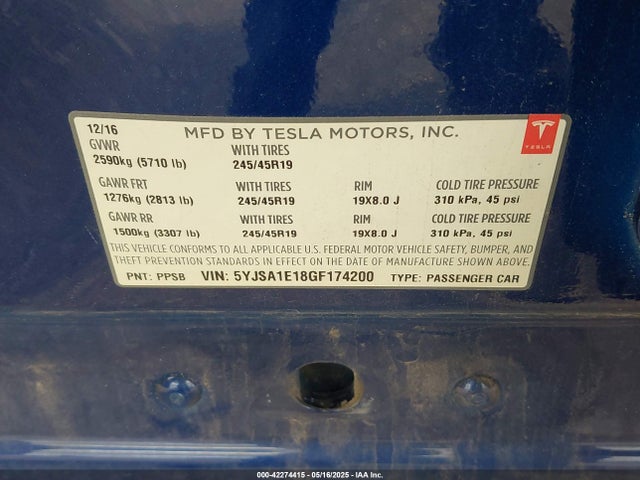 12/16
MFD BY TESLA MOTORS, INC.
TESLA
GVWR WITH TIRES
2590kg (5710 lb) 245/45R19
GAWR FRT WITH TIRES RIM COLD TIRE PRESSURE
1276kg (2813 lb) 245/45R19 19X8.0 J 310 kPa, 45 psi
GAWR RR WITH TIRES RIM COLD TIRE PRESSURE
1500kg (3307 lb) 245/45R19 19X8.0 J 310 kPa, 45 psi
THIS VEHICLE CONFORMS TO ALL APPLICABLE U.S. FEDERAL MOTOR VEHICLE SAFETY, BUMPER, AND
THEFT PREVENTION STANDARDS IN EFFECT ON THE DATE OF MANUFACTURE SHOWN ABOVE.
PNT: PPSB VIN: 5YJSA1E18GF174200 TYPE: PASSENGER CAR
000-42274415 - 05/16/2025 - IAA Inc.